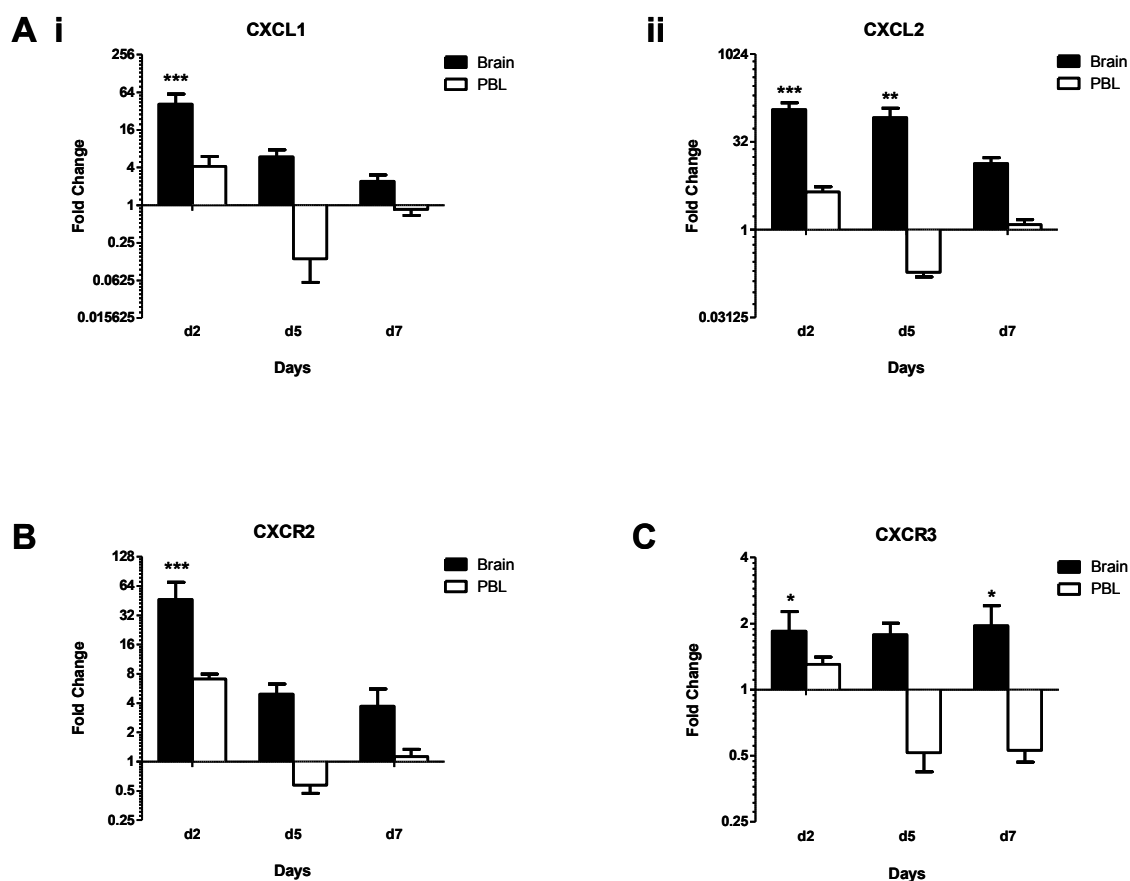 A i
CXCL1
256
64
16
4
1
0.25
0.0625
0.015625
Fold Change
***
d2
d5
d7
Days
Brain
PBL
ii
CXCL2
1024
32
1
0.03125
Fold Change
***
**
d2
d5
d7
Days
Brain
PBL
B
CXCR2
128
64
32
16
8
4
2
1
0.5
0.25
Fold Change
***
d2
d5
d7
Days
Brain
PBL
C
CXCR3
4
2
1
0.5
0.25
Fold Change
*
*
d2
d5
d7
Days
Brain
PBL